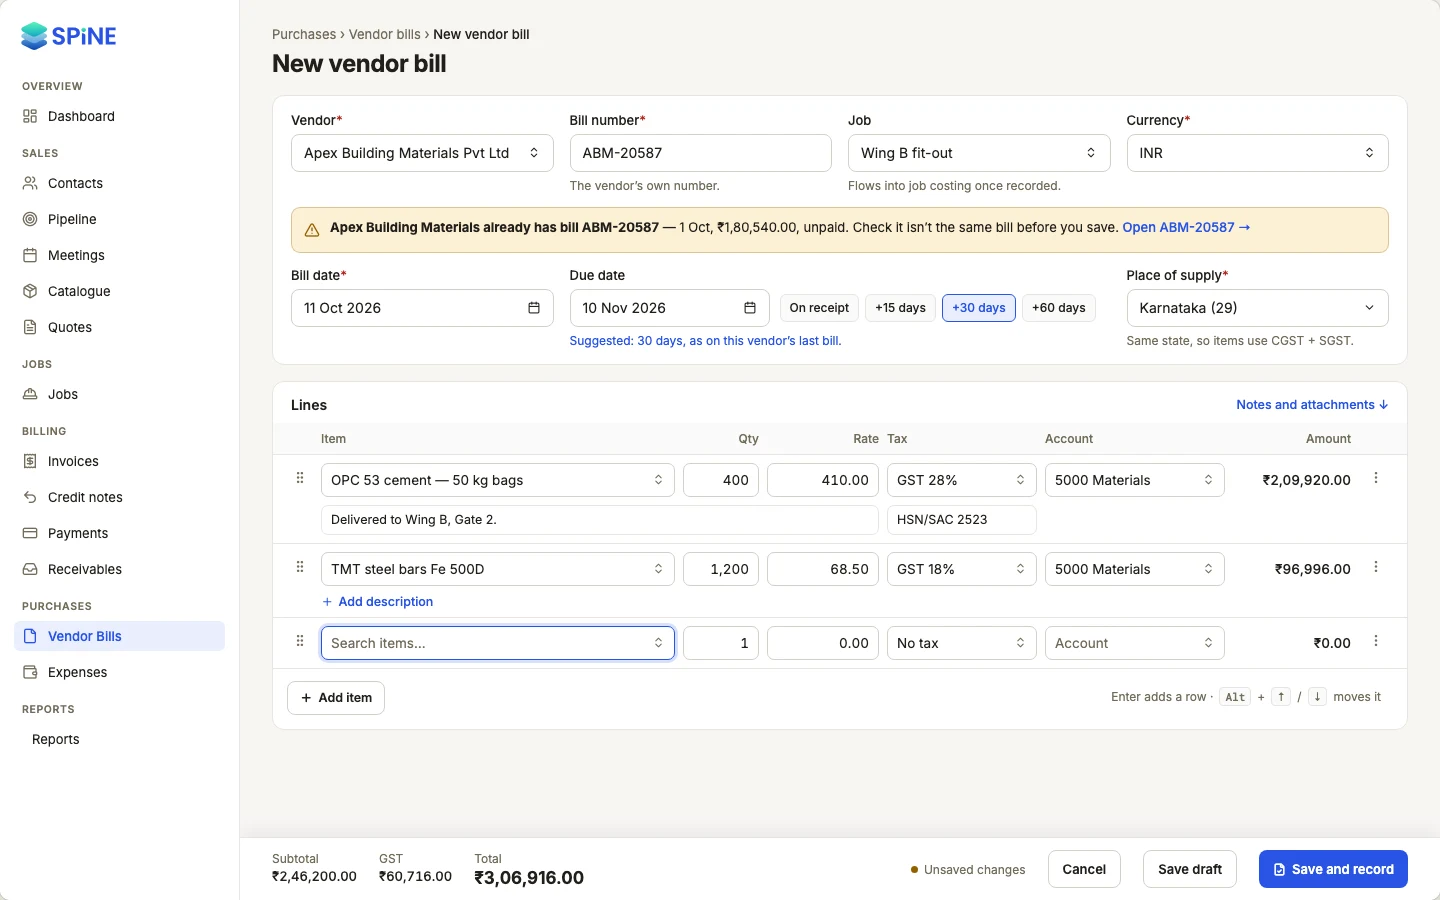 SPiNE
OVERVIEW
Dashboard
SALES
Contacts
Pipeline
Meetings
Catalogue
Quotes
JOBS
Jobs
BILLING
Invoices
Credit notes
Payments
Receivables
PURCHASES
Vendor Bills
Expenses
REPORTS
Reports
Purchases › Vendor bills › New vendor bill
New vendor bill
Vendor* Bill number* Job Currency*
Apex Building Materials Pvt Ltd ABM-20587 Wing B fit-out INR
The vendor's own number. Flows into job costing once recorded.
Apex Building Materials already has bill ABM-20587 — 1 Oct, ₹1,80,540.00, unpaid. Check it isn't the same bill before you save. Open ABM-20587 →
Bill date* Due date Place of supply*
11 Oct 2026 10 Nov 2026 On receipt +15 days +30 days +60 days Karnataka (29)
Suggested: 30 days, as on this vendor's last bill. Same state, so items use CGST + SGST.
Lines Notes and attachments ↓
Item Qty Rate Tax Account Amount
OPC 53 cement — 50 kg bags 400 410.00 GST 28% 5000 Materials ₹2,09,920.00
Delivered to Wing B, Gate 2. HSN/SAC 2523
TMT steel bars Fe 500D 1,200 68.50 GST 18% 5000 Materials ₹96,996.00
+ Add description
Search items... 1 0.00 No tax Account ₹0.00
+ Add item Enter adds a row · Alt + ↑ / ↓ moves it
Subtotal GST Total
₹2,46,200.00 ₹60,716.00 ₹3,06,916.00 Unsaved changes Cancel Save draft Save and record